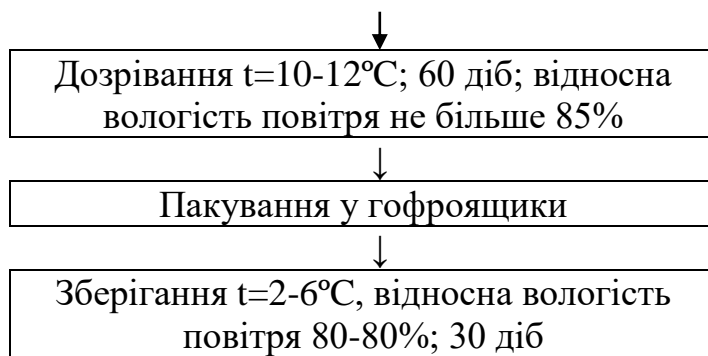 Дозрівання t=10-12ºС; 60 діб; відносна
вологість повітря не більше 85%
Пакування у гофроящики
Зберігання t=2-6ºС, відносна вологість
повітря 80-80%; 30 діб